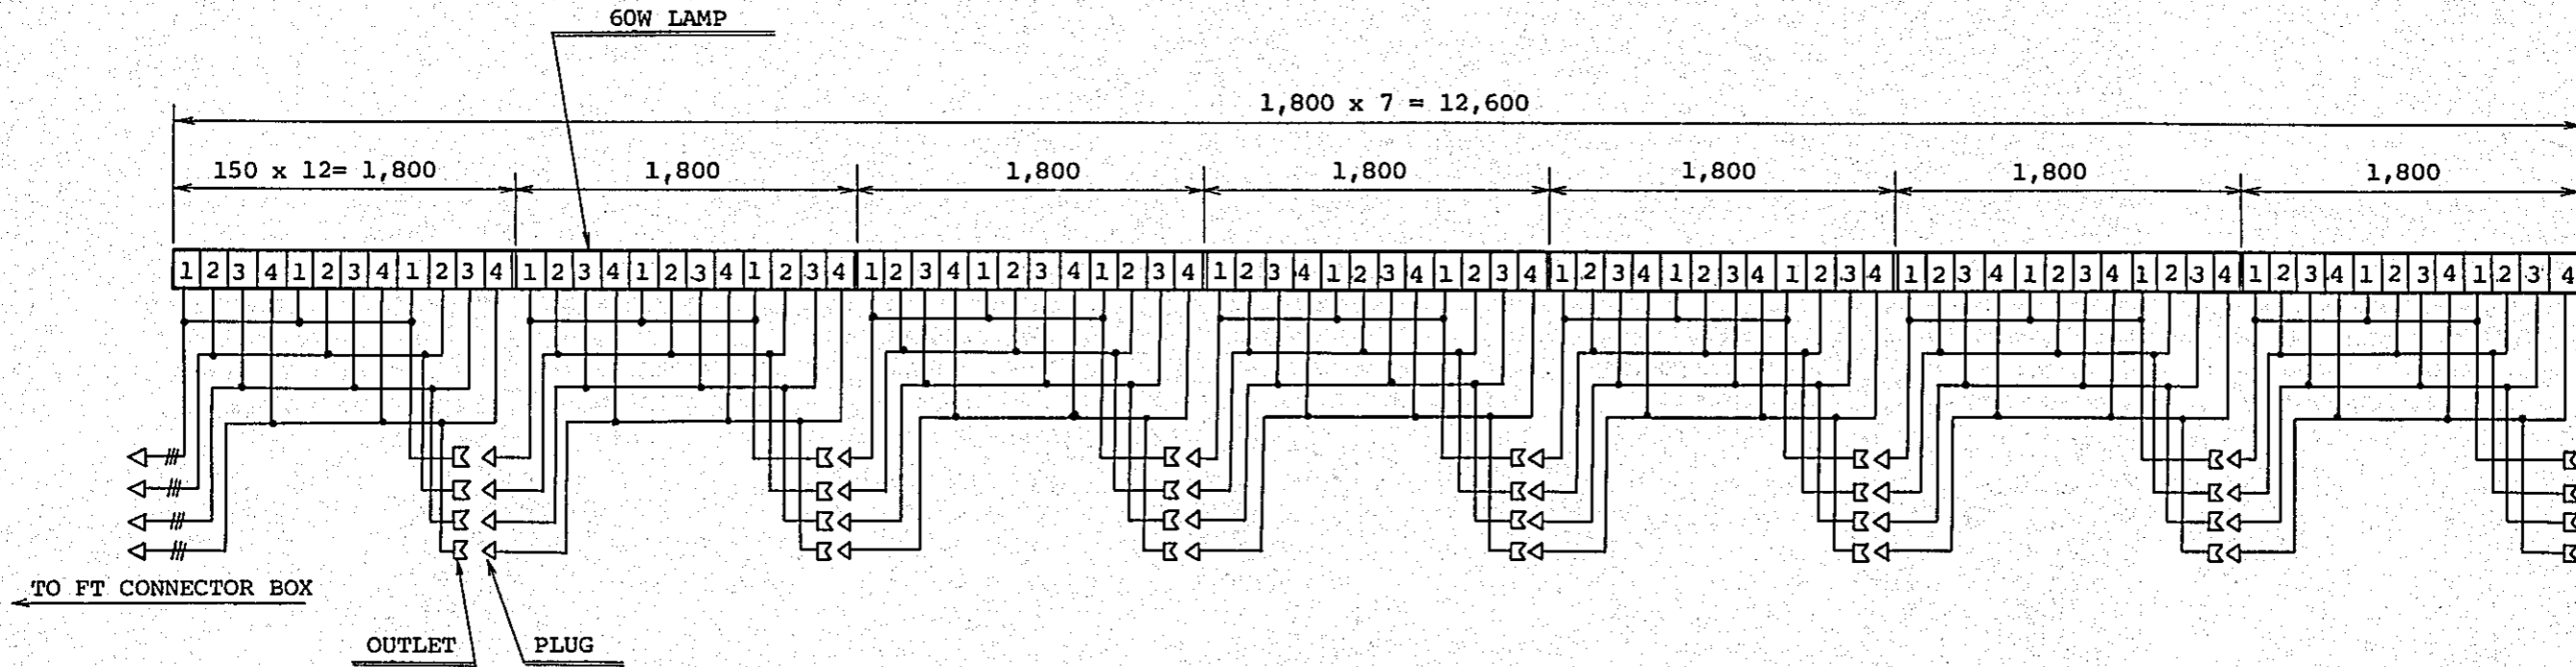 60W LAMP
1,800 x 7 = 12,600
150 x 12= 1,800 1,800 1,800 1,800 1,800 1,800 1,800
1 2 3 4 1 2 3 4 1 2 3 4 1 2 3 4 1 2 3 4 1 2 3 4 1 2 3 4 1 2 3 4 1 2 3 4 1 2 3 4 1 2 3 4 1 2 3 4 1 2 3 4 1 2 3 4 1 2 3 4 1 2 3 4 1 2 3 4 1 2 3 4 1 2 3 4 1 2 3 4 1 2 3 4
TO FT CONNECTOR BOX
OUTLET PLUG